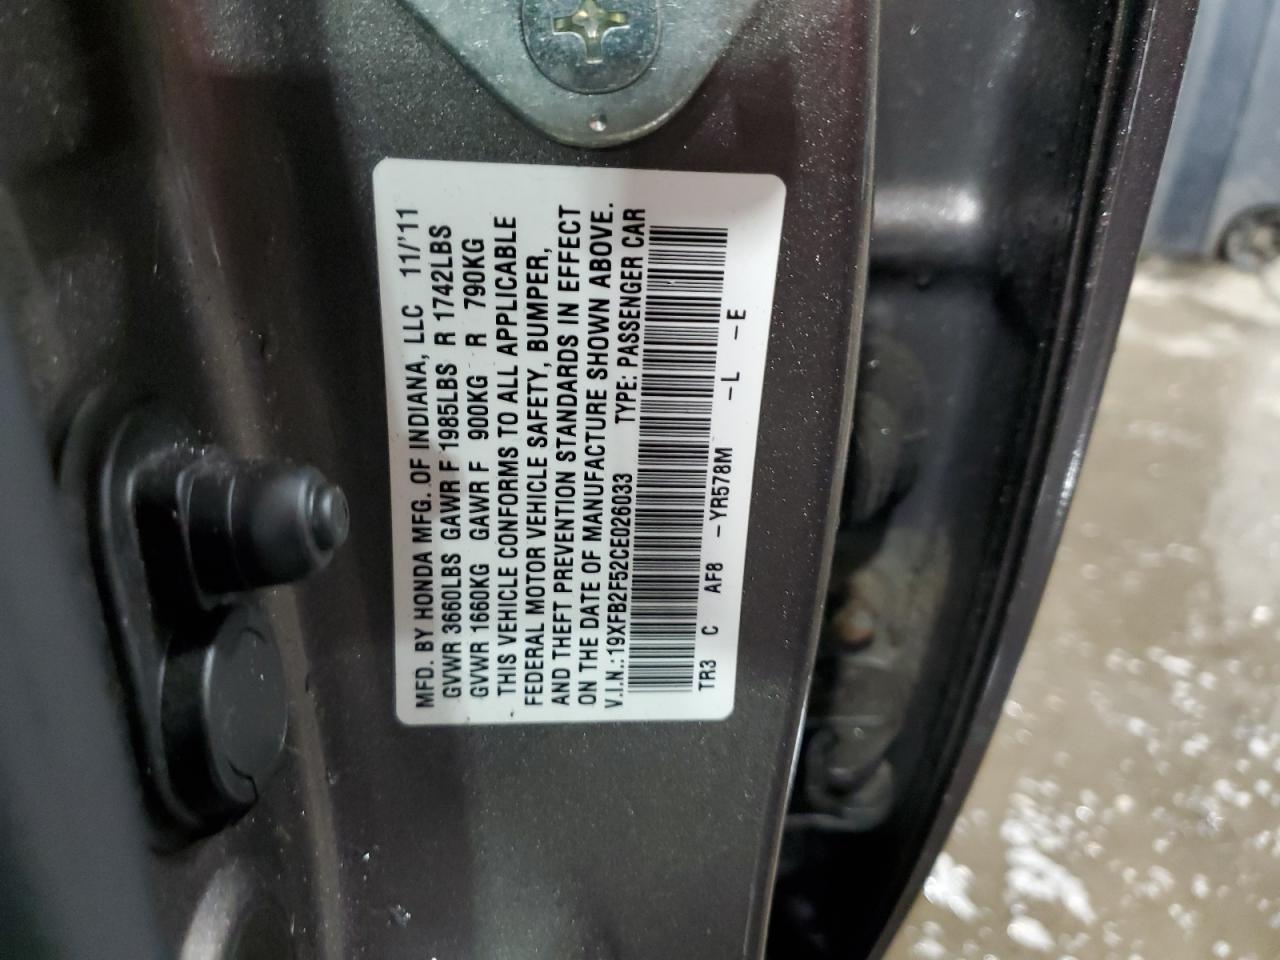 MFD. BY HONDA MFG. OF INDIANA, LLC 11/'11
GVWR 3660LBS GAWR F 1985LBS R 1742LBS
GVWR 1660KG GAWR F 900KG R 790KG
THIS VEHICLE CONFORMS TO ALL APPLICABLE
FEDERAL MOTOR VEHICLE SAFETY, BUMPER,
AND THEFT PREVENTION STANDARDS IN EFFECT
ON THE DATE OF MANUFACTURE SHOWN ABOVE.
V.I.N.: 19XFB2F52CE026033 TYPE: PASSENGER CAR
TR3 C AF8 -YR578M -L -E